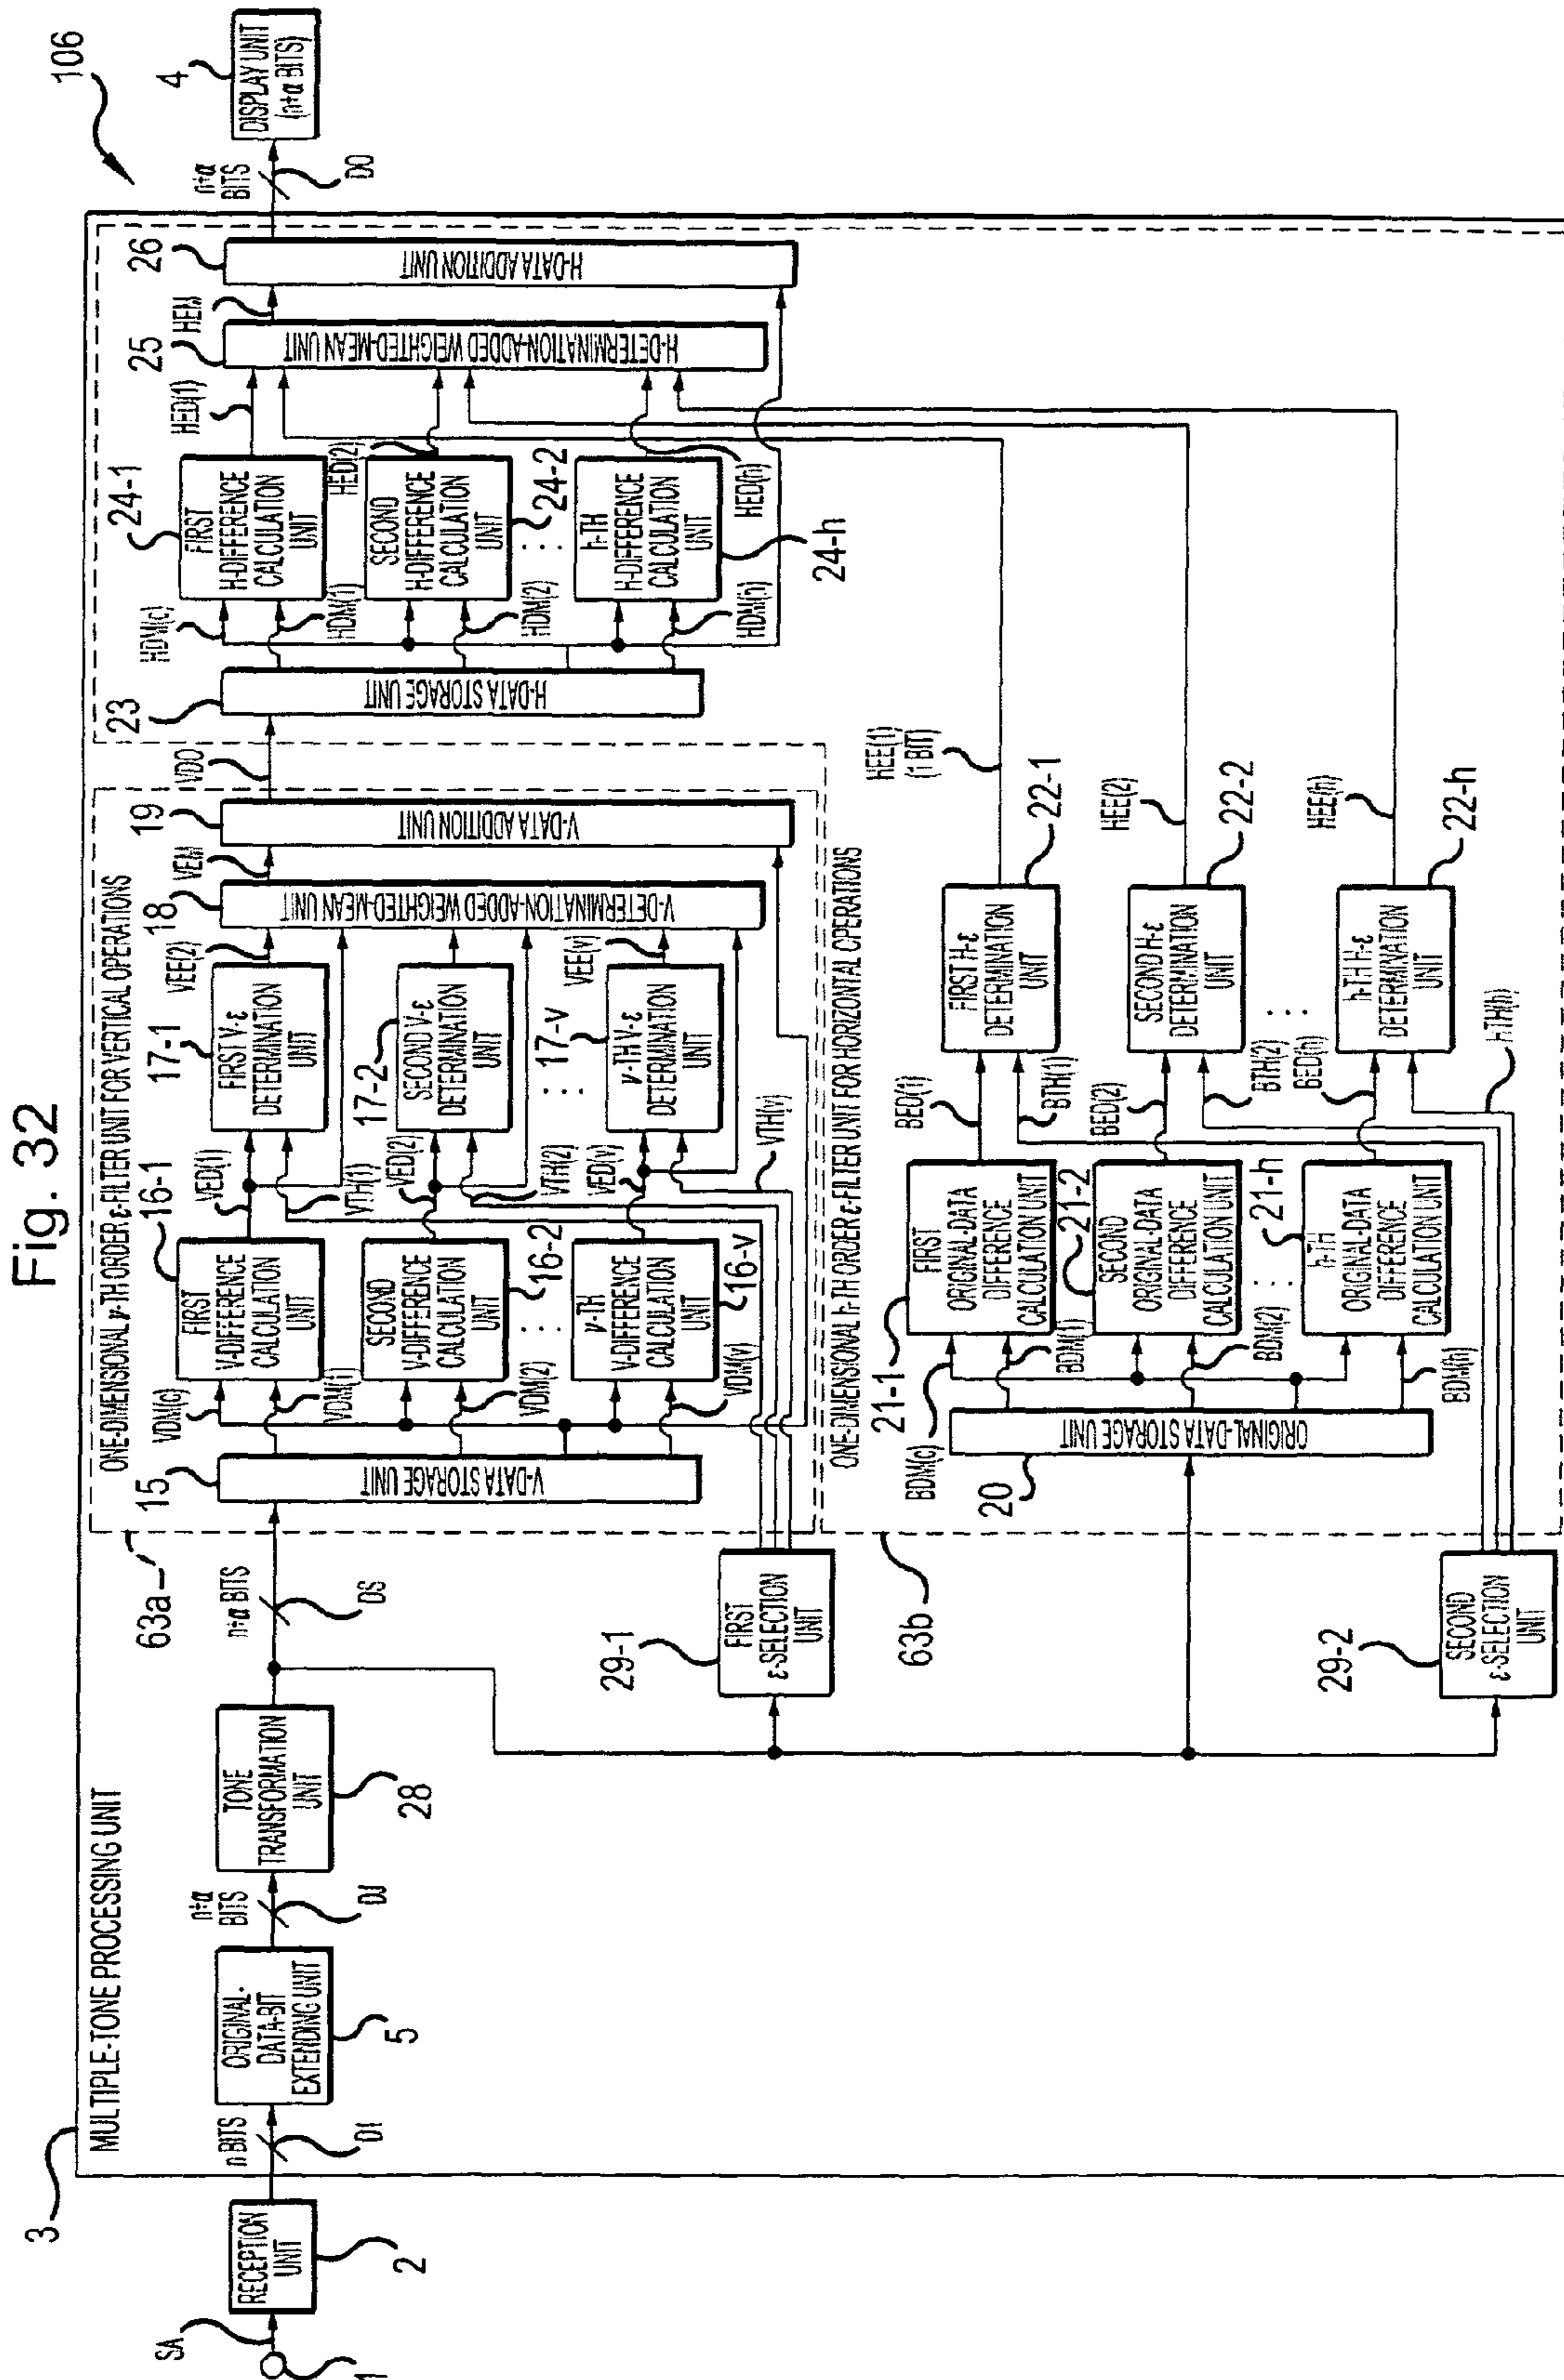 Fig. 32
106
3
MULTIPLE-TONE PROCESSING UNIT
SA
RECEPTION
UNIT
2
n BITS
D1
ORIGINAL-
DATA-BIT
EXTENDING UNIT
5
n+α
BITS
DJ
TONE
TRANSFORMATION
UNIT
28
n+α BITS
DS
63a
ONE-DIMENSIONAL ν-TH ORDER ε-FILTER UNIT FOR VERTICAL OPERATIONS
15
V-DATA STORAGE UNIT
VDM(c)
VDM(1)
VDM(2)
VDM(v)
16-1
FIRST
V-DIFFERENCE
CALCULATION
UNIT
SECOND
V-DIFFERENCE
CALCULATION
UNIT
16-2
ν-TH
V-DIFFERENCE
CALCULATION
UNIT
16-v
VED(1)
VTH(1)
VED(2)
VTH(2)
VED(v)
VTH(v)
17-1
FIRST V-ε
DETERMINATION
UNIT
17-2
SECOND V-ε
DETERMINATION
UNIT
17-v
ν-TH V-ε
DETERMINATION
UNIT
VEE(2)
VEE(v)
18
V-DETERMINATION-ADDED WEIGHTED-MEAN UNIT
VEM
19
V-DATA ADDITION UNIT
VDO
23
H-DATA STORAGE UNIT
HDM(c)
HDM(1)
HDM(2)
HDM(h)
24-1
FIRST
H-DIFFERENCE
CALCULATION
UNIT
SECOND
H-DIFFERENCE
CALCULATION
UNIT
24-2
h-TH
H-DIFFERENCE
CALCULATION
UNIT
24-h
HED(1)
HED(2)
HED(h)
25
H-DETERMINATION-ADDED WEIGHTED-MEAN UNIT
HEM
26
H-DATA ADDITION UNIT
n+α
BITS
DO
4
DISPLAY UNIT
(n+α BITS)
29-1
FIRST
ε-SELECTION
UNIT
63b
ONE-DIMENSIONAL h-TH ORDER ε-FILTER UNIT FOR HORIZONTAL OPERATIONS
29-2
SECOND
ε-SELECTION
UNIT
20
ORIGINAL-DATA STORAGE UNIT
BDM(c)
BDM(1)
BDM(2)
BDM(h)
21-1
FIRST
ORIGINAL-DATA
DIFFERENCE
CALCULATION UNIT
21-2
SECOND
ORIGINAL-DATA
DIFFERENCE
CALCULATION UNIT
21-h
h-TH
ORIGINAL-DATA
DIFFERENCE
CALCULATION UNIT
BED(1)
BTH(1)
BED(2)
BTH(2)
BED(h)
HTH(h)
FIRST H-ε
DETERMINATION
UNIT
22-1
SECOND H-ε
DETERMINATION
UNIT
22-2
h-TH H-ε
DETERMINATION
UNIT
22-h
HEE(1)
(1 BIT)
HEE(2)
HEE(h)